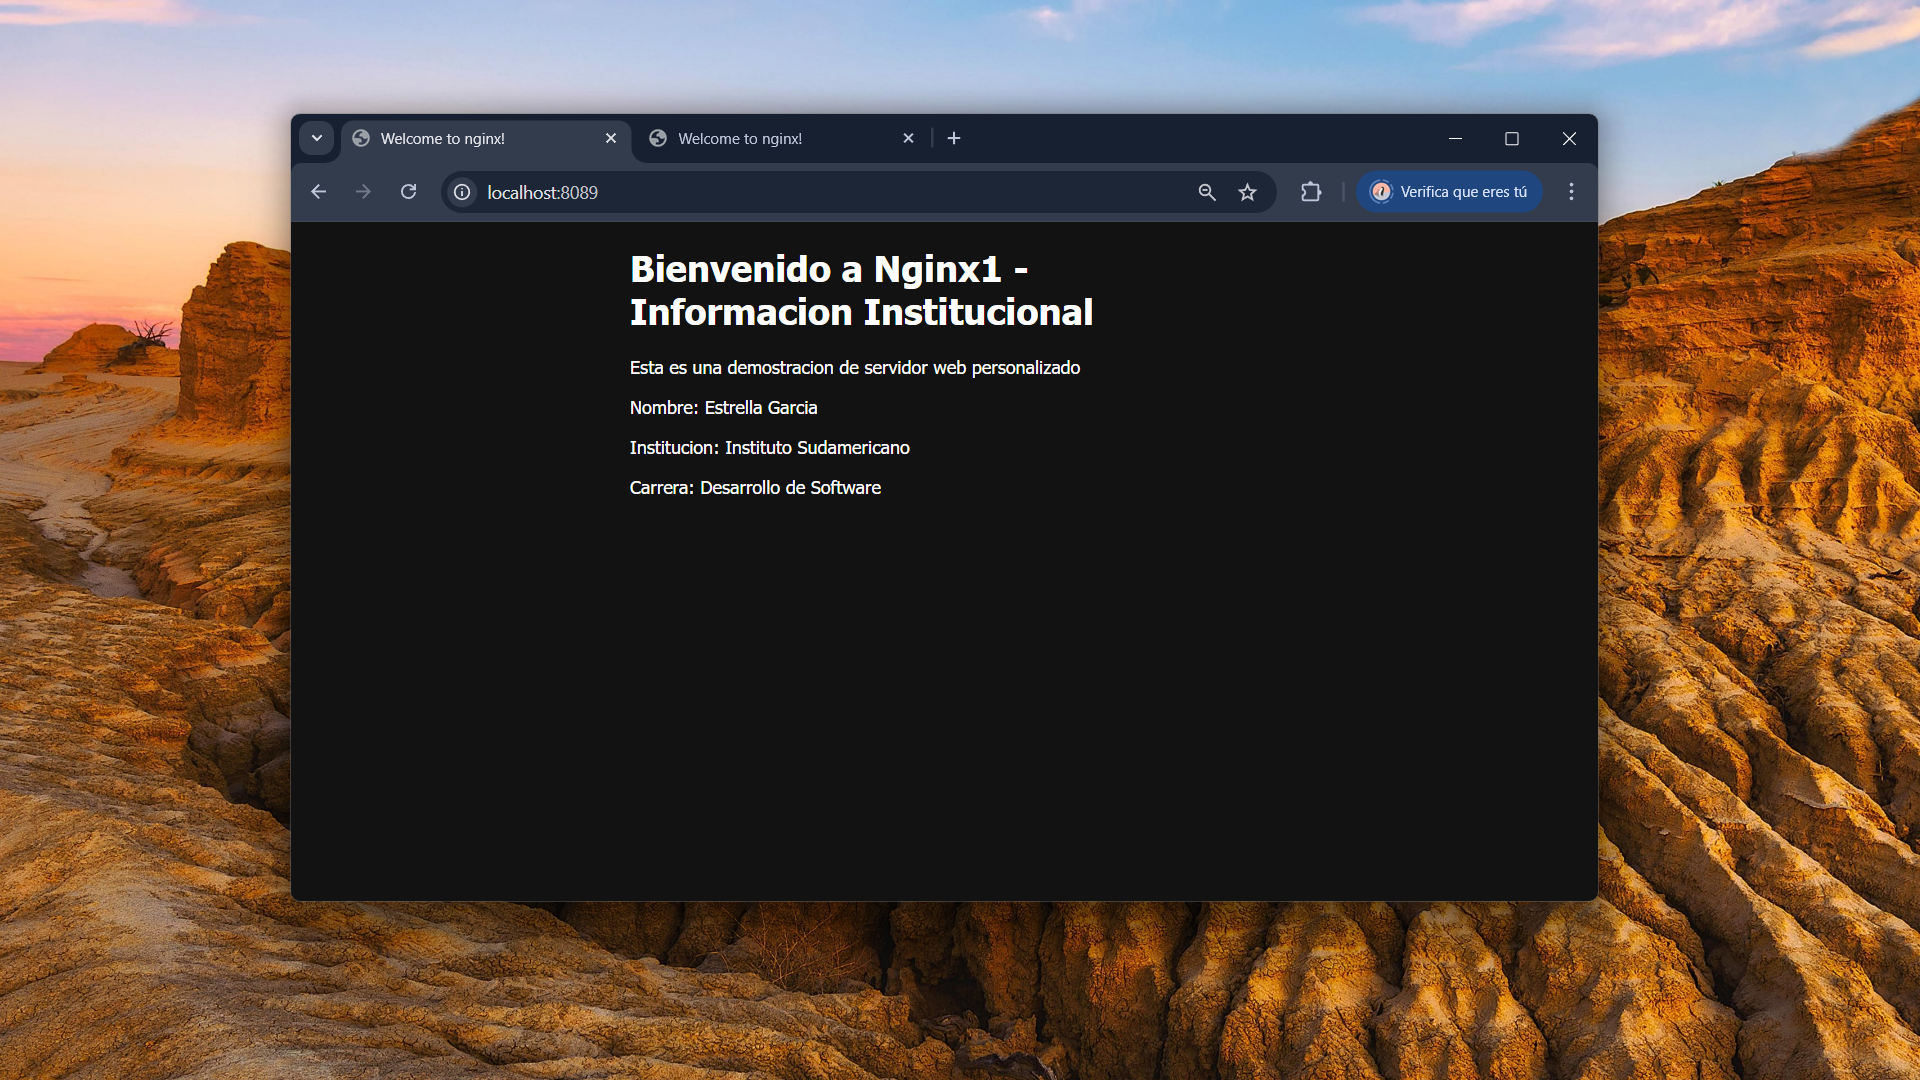 Welcome to nginx!
Welcome to nginx!
localhost:8089
Verifica que eres tú
Bienvenido a Nginx1 -
Informacion Institucional
Esta es una demostracion de servidor web personalizado
Nombre: Estrella Garcia
Institucion: Instituto Sudamericano
Carrera: Desarrollo de Software